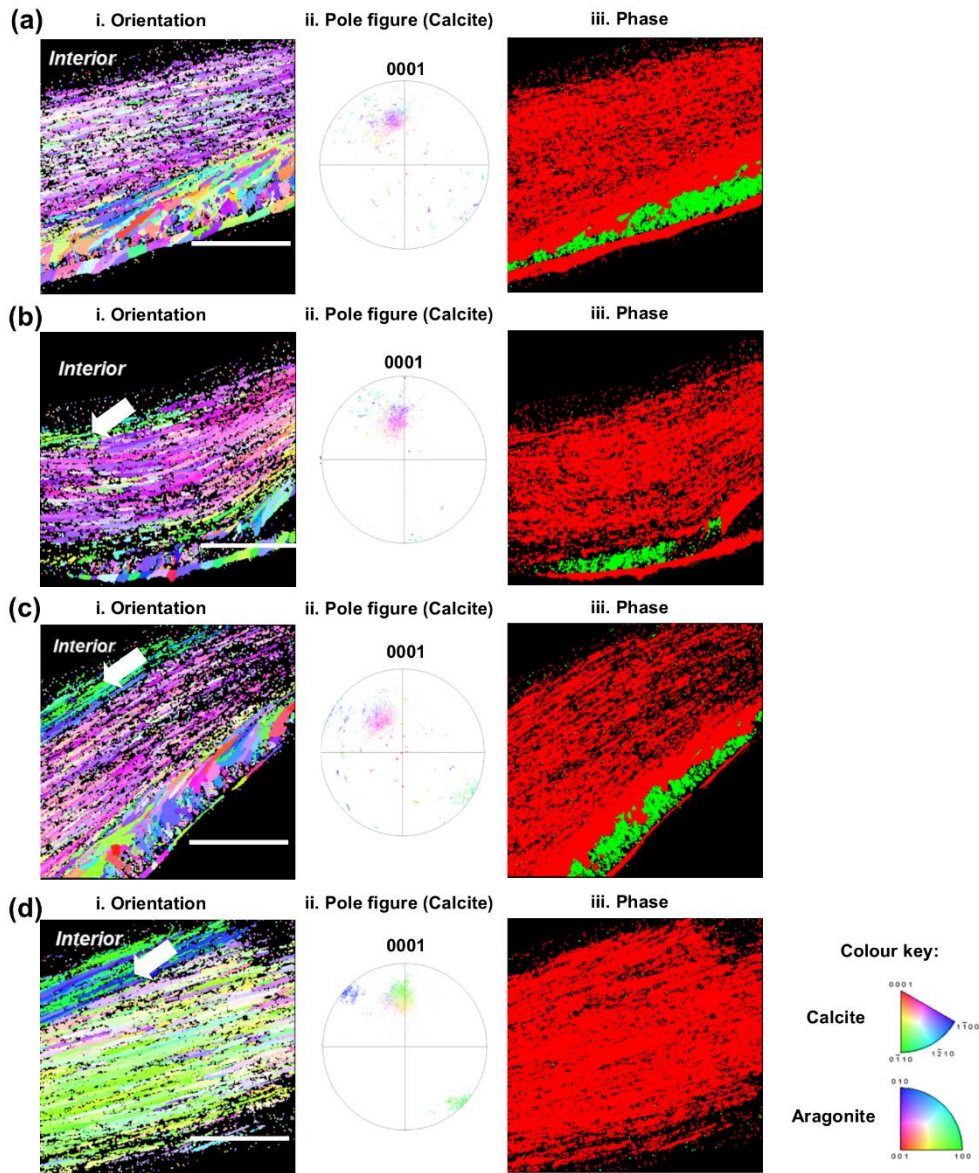 (a) i. Orientation ii. Pole figure (Calcite) iii. Phase
Interior
0001
(b) i. Orientation ii. Pole figure (Calcite) iii. Phase
Interior
0001
(c) i. Orientation ii. Pole figure (Calcite) iii. Phase
Interior
0001
(d) i. Orientation ii. Pole figure (Calcite) iii. Phase
Interior
0001
Colour key:
Calcite
0001
11̄00
12̄10
01̄10
Aragonite
010
001
100